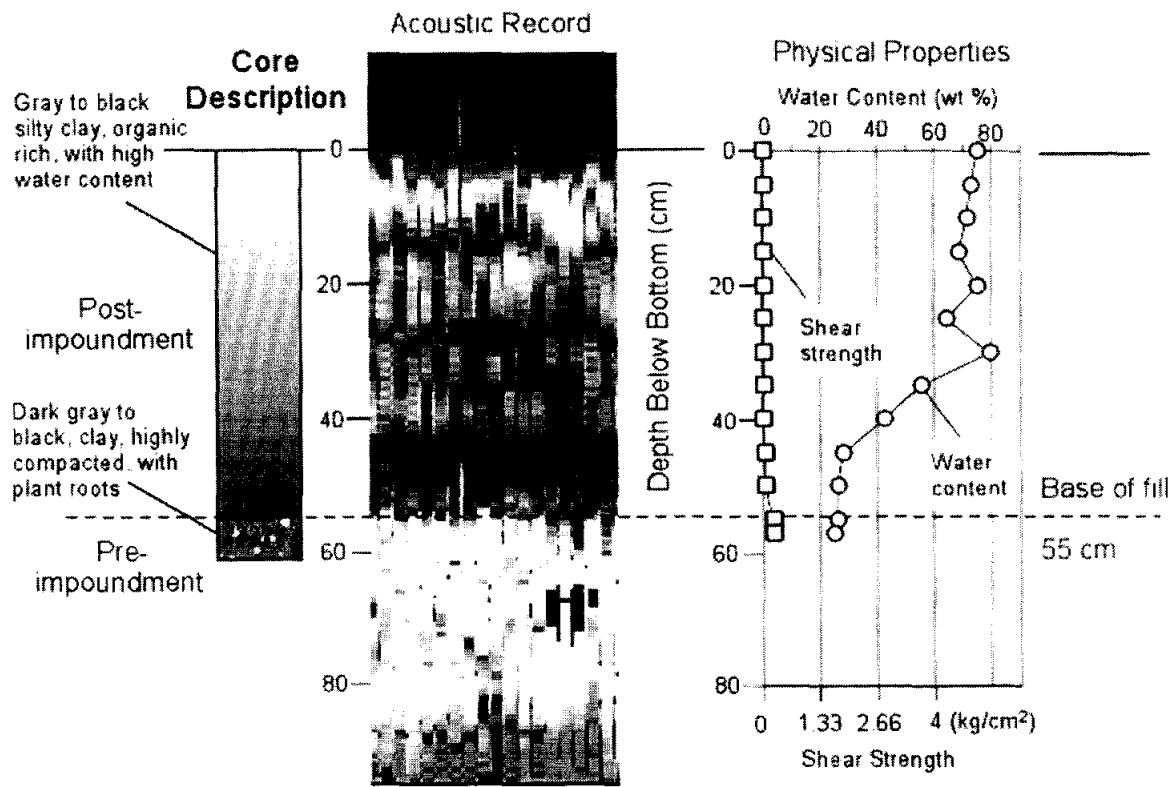 Acoustic Record
Core
Description
Gray to black
silty clay, organic
rich, with high
water content
Post-
impoundment
Dark gray to
black, clay, highly
compacted, with
plant roots
Pre-
impoundment
0
20
40
60
80
Depth Below Bottom (cm)
Physical Properties
Water Content (wt %)
0 20 40 60 80
0
20
40
60
80
Shear
strength
Water
content
Base of fill
55 cm
0 1.33 2.66 4 (kg/cm²)
Shear Strength